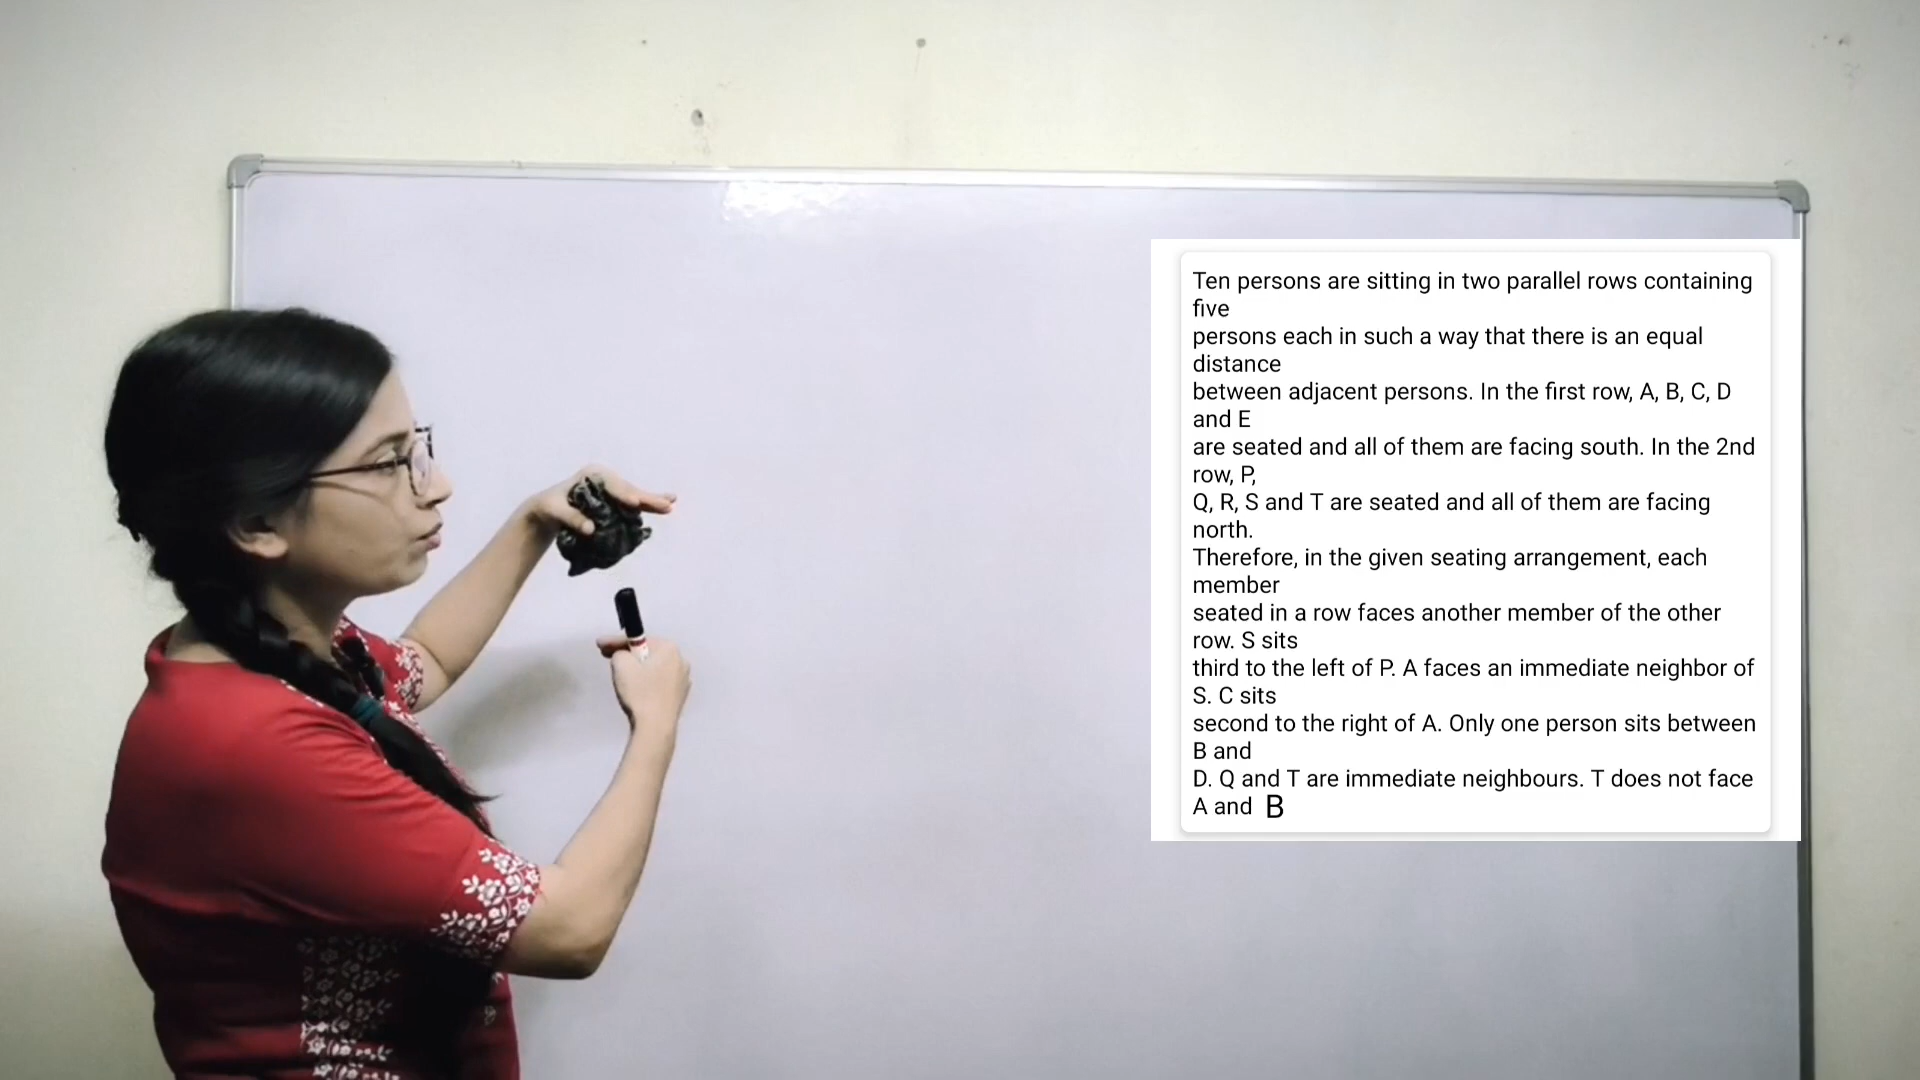 Ten persons are sitting in two parallel rows containing
five
persons each in such a way that there is an equal
distance
between adjacent persons. In the first row, A, B, C, D
and E
are seated and all of them are facing south. In the 2nd
row, P,
Q, R, S and T are seated and all of them are facing
north.
Therefore, in the given seating arrangement, each
member
seated in a row faces another member of the other
row. S sits
third to the left of P. A faces an immediate neighbor of
S. C sits
second to the right of A. Only one person sits between
B and
D. Q and T are immediate neighbours. T does not face
A and B